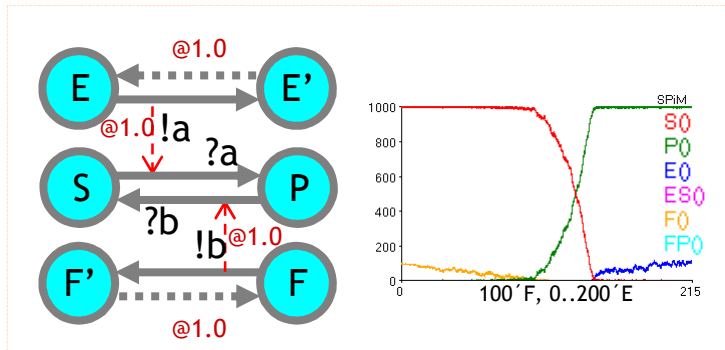 @1.0
E
E’
@1.0
!a
?a
S
P
?b
!b
@1.0
F’
F
@1.0
SPiM
1000
800
600
400
200
0
S()
P()
E()
ES()
F()
FP()
0
100´F, 0..200´E
215